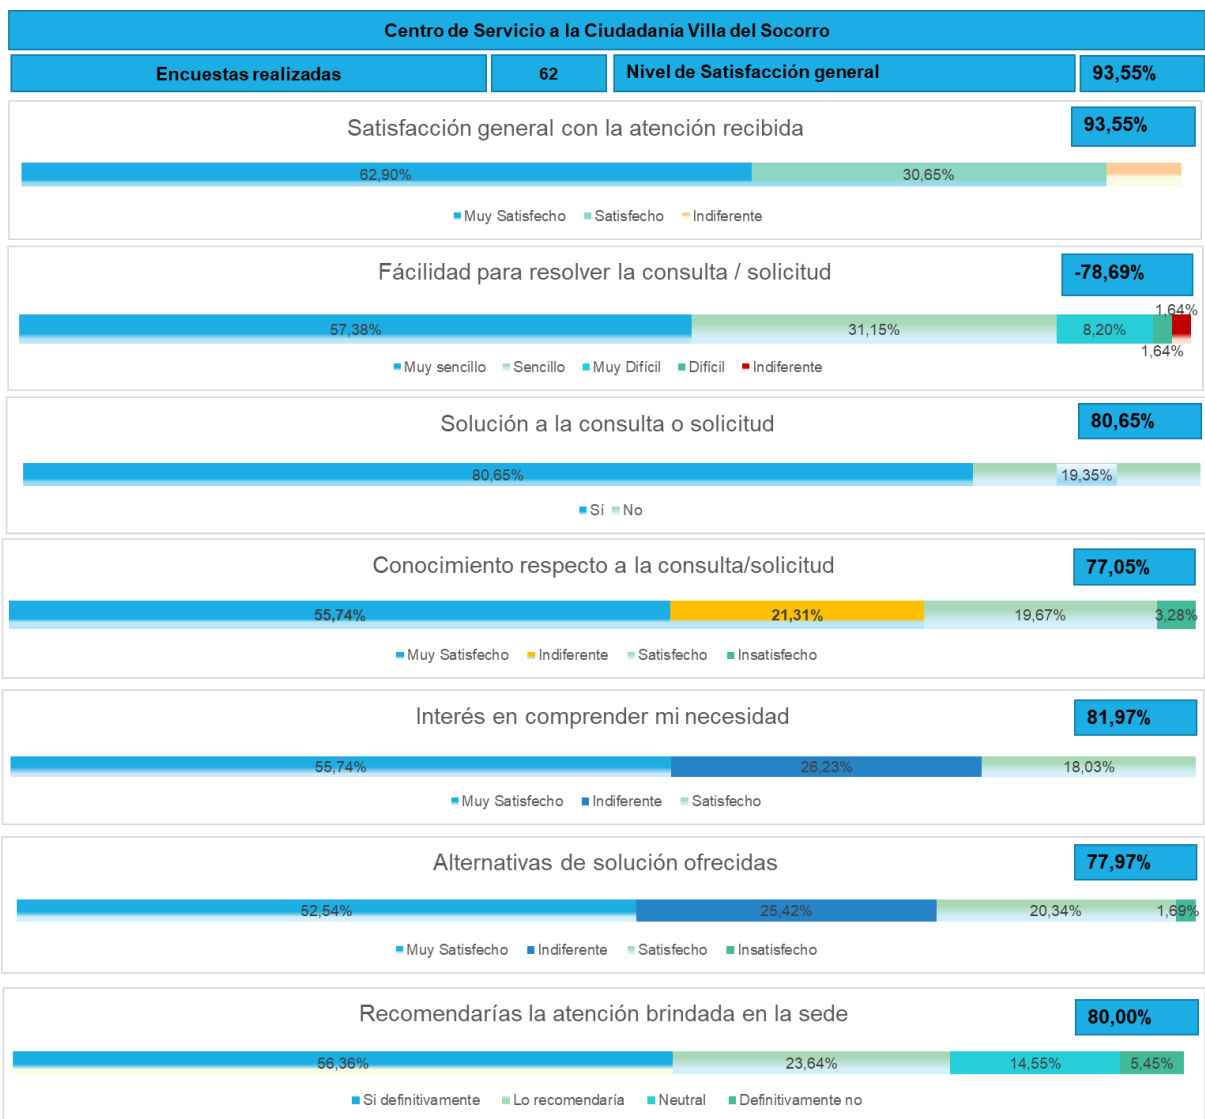 Centro de Servicio a la Ciudadanía Villa del Socorro
Encuestas realizadas 62 Nivel de Satisfacción general 93,55%
Satisfacción general con la atención recibida 93,55%
62,90% 30,65%
Muy Satisfecho Satisfecho Indiferente
Fácilidad para resolver la consulta / solicitud -78,69%
1,64%
57,38% 31,15% 8,20%
1,64%
Muy sencillo Sencillo Muy Difícil Difícil Indiferente
Solución a la consulta o solicitud 80,65%
80,65% 19,35%
Sí No
Conocimiento respecto a la consulta/solicitud 77,05%
55,74% 21,31% 19,67% 3,28%
Muy Satisfecho Indiferente Satisfecho Insatisfecho
Interés en comprender mi necesidad 81,97%
55,74% 26,23% 18,03%
Muy Satisfecho Indiferente Satisfecho
Alternativas de solución ofrecidas 77,97%
52,54% 25,42% 20,34% 1,69%
Muy Satisfecho Indiferente Satisfecho Insatisfecho
Recomendarías la atención brindada en la sede 80,00%
56,36% 23,64% 14,55% 5,45%
Si definitivamente Lo recomendaría Neutral Definitivamente no